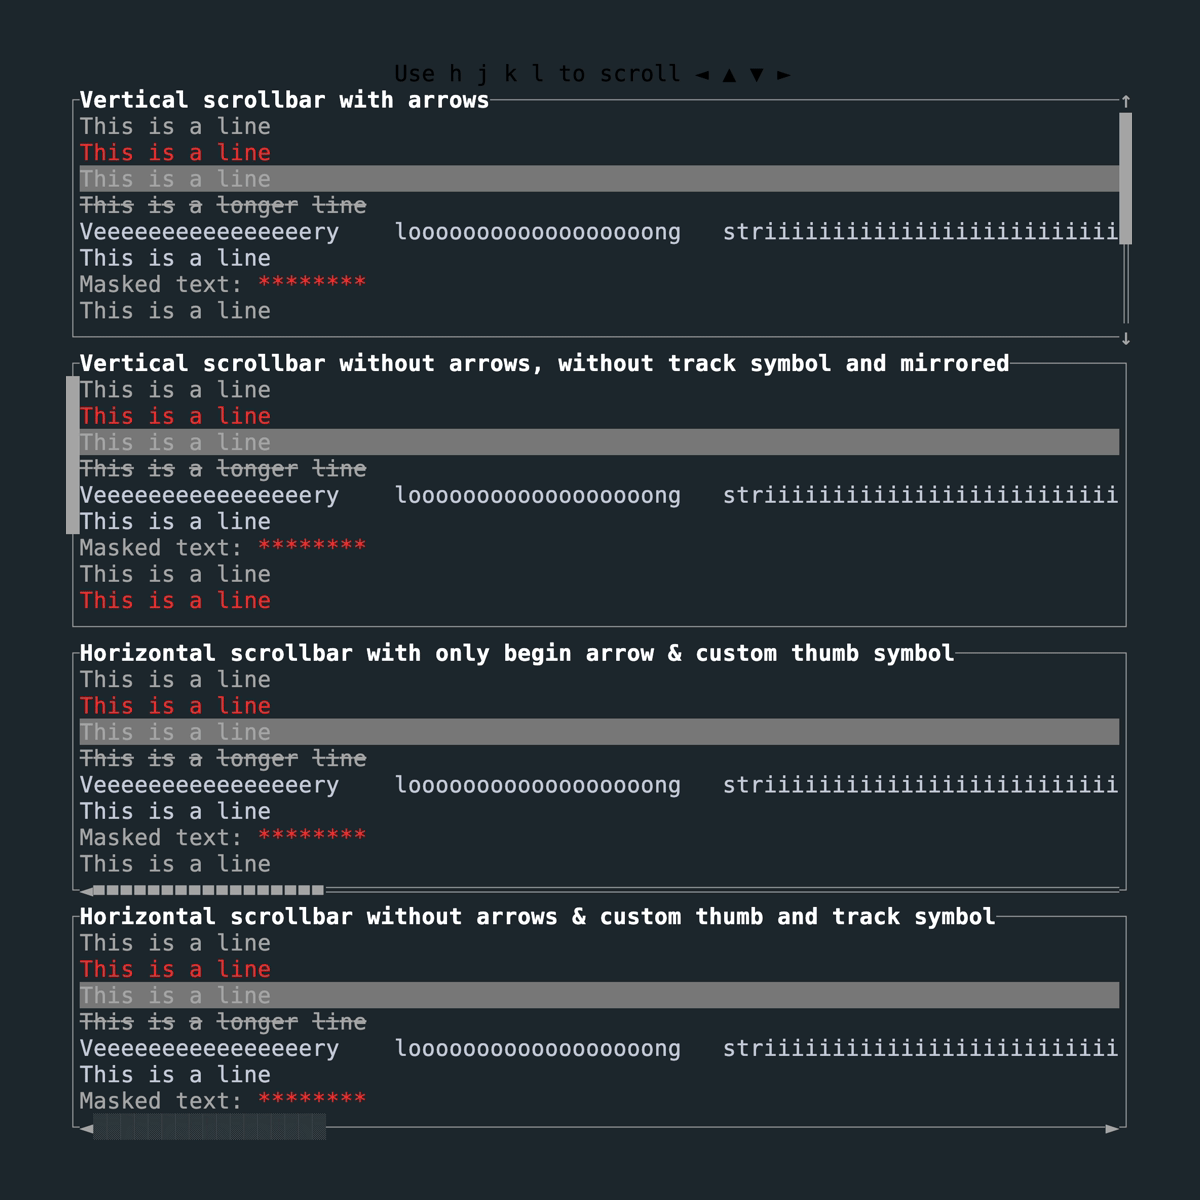 Use h j k l to scroll ◄ ▲ ▼ ►
Vertical scrollbar with arrows
This is a line
This is a line
This is a line
This is a longer line
Veeeeeeeeeeeeeeeery    loooooooooooooooooong   striiiiiiiiiiiiiiiiiiiiiiiiii
This is a line
Masked text: ********
This is a line
Vertical scrollbar without arrows, without track symbol and mirrored
This is a line
This is a line
This is a line
This is a longer line
Veeeeeeeeeeeeeeeery    loooooooooooooooooong   striiiiiiiiiiiiiiiiiiiiiiiiii
This is a line
Masked text: ********
This is a line
This is a line
Horizontal scrollbar with only begin arrow & custom thumb symbol
This is a line
This is a line
This is a line
This is a longer line
Veeeeeeeeeeeeeeeery    loooooooooooooooooong   striiiiiiiiiiiiiiiiiiiiiiiiii
This is a line
Masked text: ********
This is a line
Horizontal scrollbar without arrows & custom thumb and track symbol
This is a line
This is a line
This is a line
This is a longer line
Veeeeeeeeeeeeeeeery    loooooooooooooooooong   striiiiiiiiiiiiiiiiiiiiiiiiii
This is a line
Masked text: ********